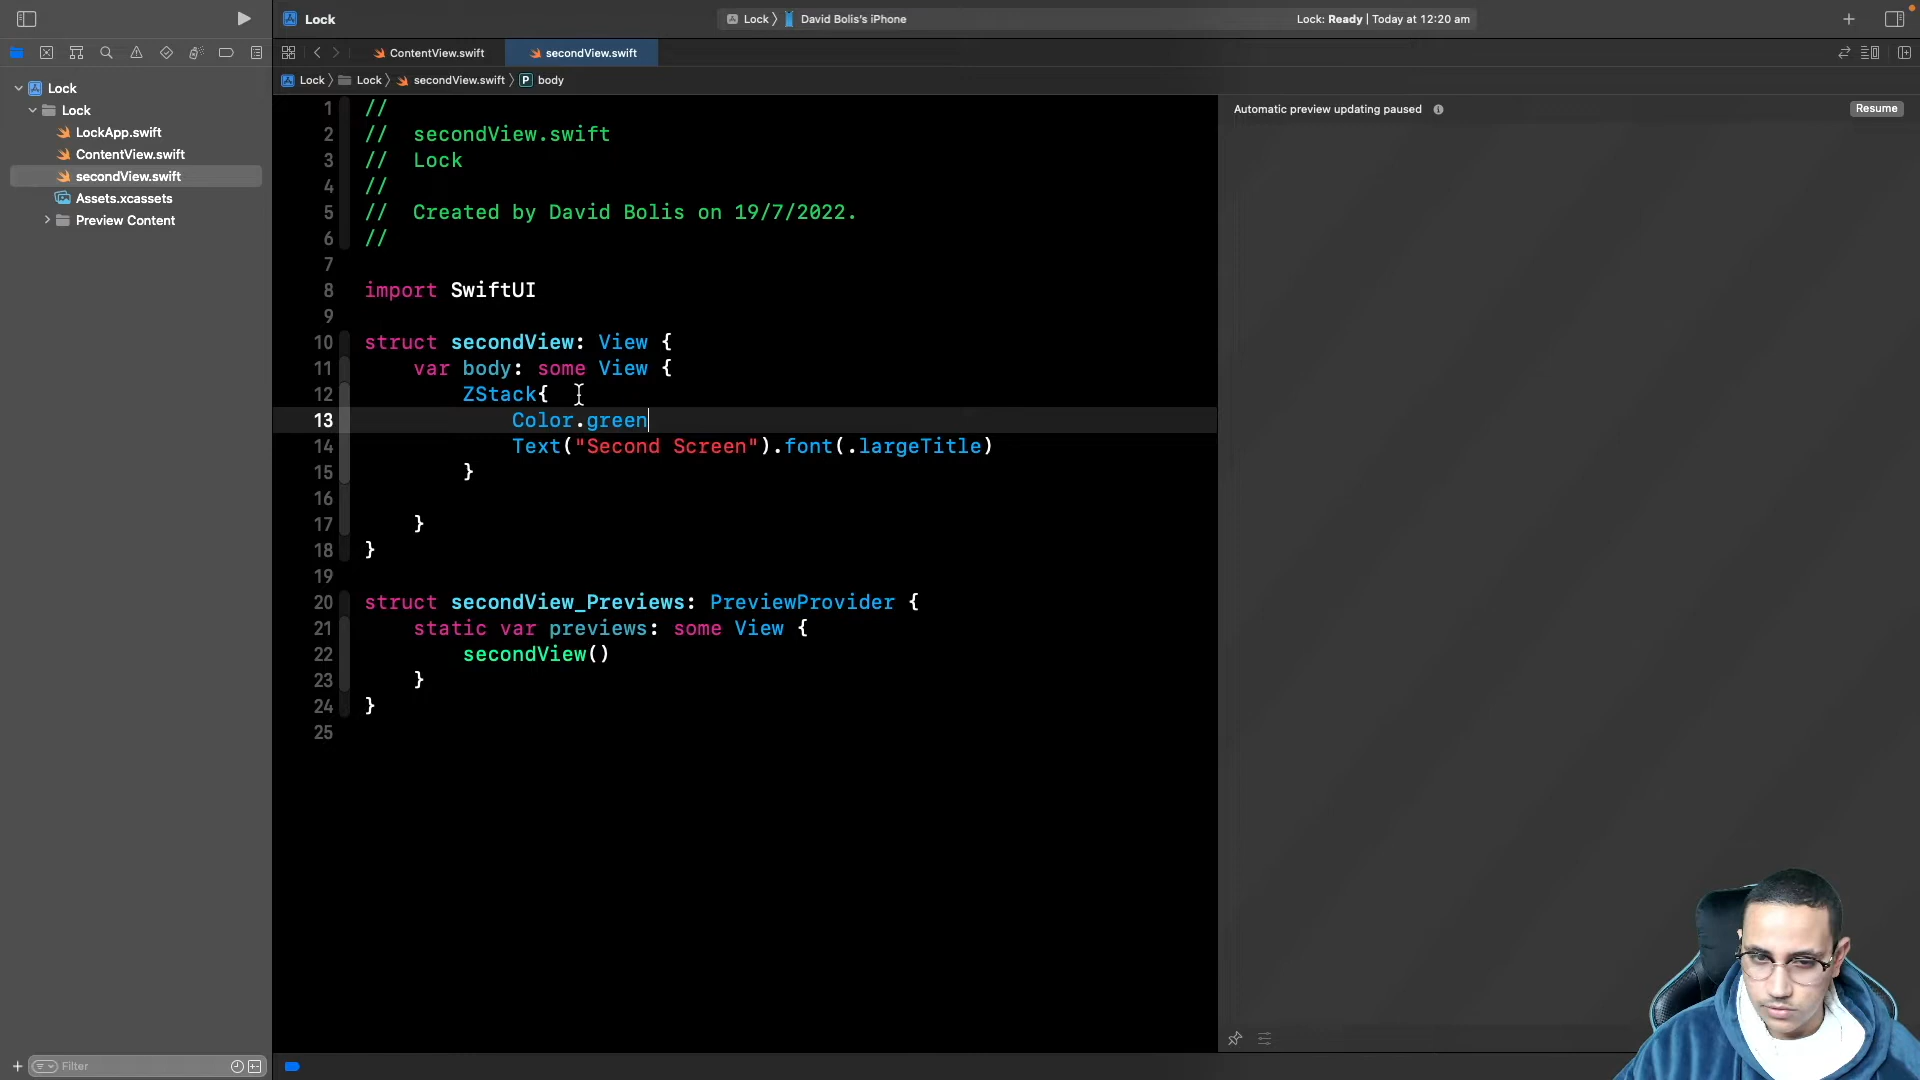 Lock
Lock 〉 David Bolis's iPhone
Lock: Ready | Today at 12:20 am
ContentView.swift
secondView.swift
Lock 〉 Lock 〉 secondView.swift 〉 P body
Lock
Lock
LockApp.swift
ContentView.swift
secondView.swift
Assets.xcassets
Preview Content
1 //
2 // secondView.swift
3 // Lock
4 //
5 // Created by David Bolis on 19/7/2022.
6 //
7
8 import SwiftUI
9
10 struct secondView: View {
11 var body: some View {
12 ZStack{
13 Color.green
14 Text("Second Screen").font(.largeTitle)
15 }
16
17 }
18 }
19
20 struct secondView_Previews: PreviewProvider {
21 static var previews: some View {
22 secondView()
23 }
24 }
25
Automatic preview updating paused
Resume
Filter